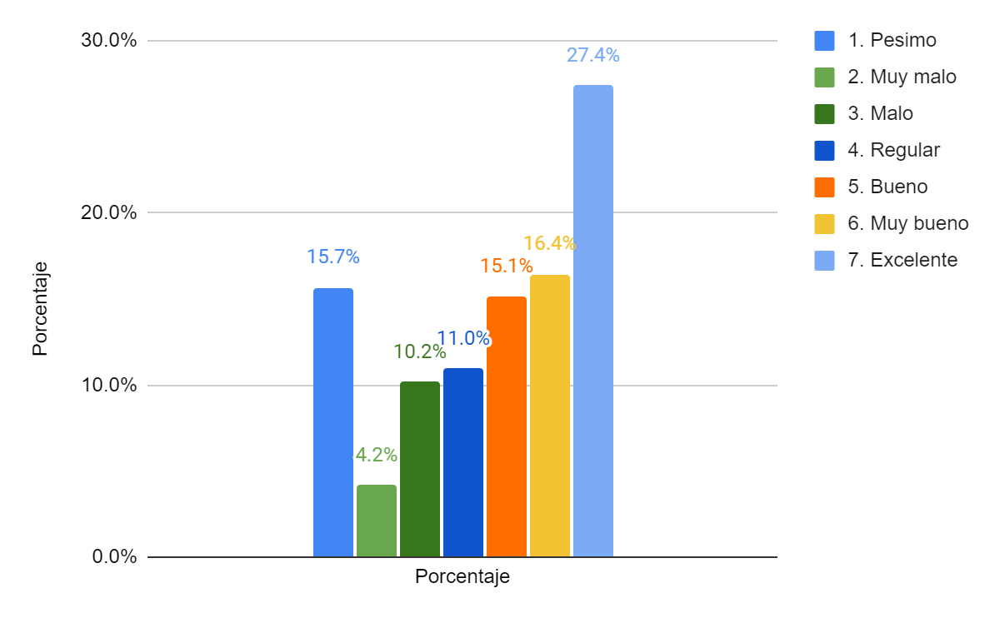 30.0%
20.0%
10.0%
0.0%
Porcentaje
15.7%
4.2%
10.2%
11.0%
15.1%
16.4%
27.4%
Porcentaje
1. Pesimo
2. Muy malo
3. Malo
4. Regular
5. Bueno
6. Muy bueno
7. Excelente